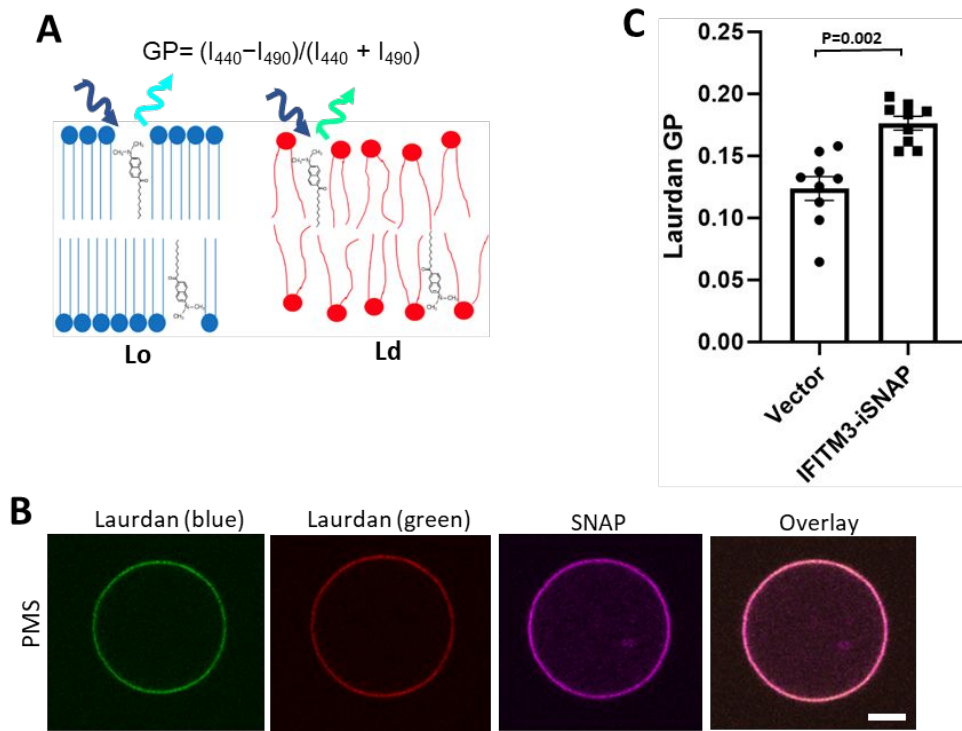 A
GP= (I₄₄₀−I₄₉₀)/(I₄₄₀ + I₄₉₀)
Lo
Ld
C
P=0.002
Laurdan GP
0.25
0.20
0.15
0.10
0.05
0.00
Vector
IFITM3-iSNAP
B
Laurdan (blue)
Laurdan (green)
SNAP
Overlay
PMS